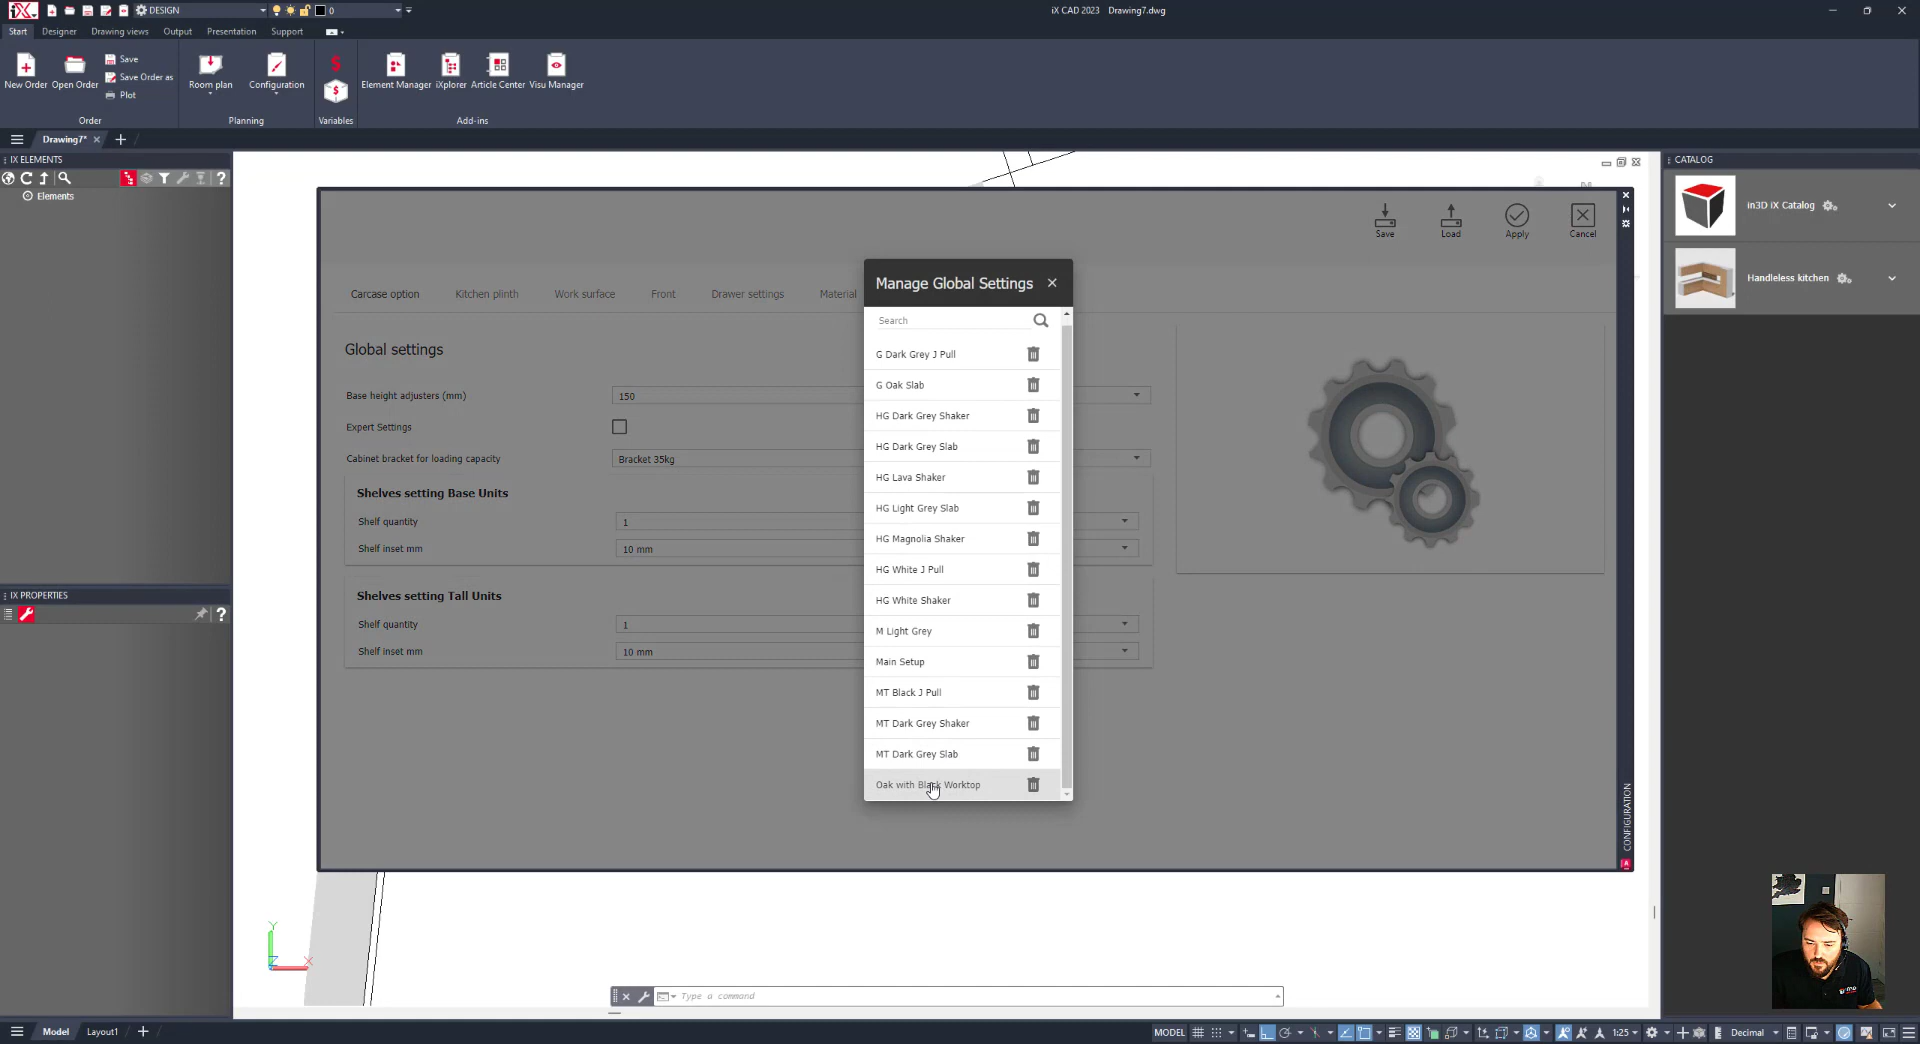 iX DESIGN 0 iX CAD 2023 Drawing7.dwg
Start Designer Drawing views Output Presentation Support
New Order Open Order Save Save Order as Plot Room plan Configuration Element Manager iXplorer Article Center Visu Manager
Order Planning Variables Add-ins
Drawing7*
IX ELEMENTS
Elements
IX PROPERTIES
CATALOG
in3D iX Catalog
Handleless kitchen
Save Load Apply Cancel
Carcase option Kitchen plinth Work surface Front Drawer settings Material
Global settings
Base height adjusters (mm) 150
Expert Settings
Cabinet bracket for loading capacity Bracket 35kg
Shelves setting Base Units
Shelf quantity 1
Shelf inset mm 10 mm
Shelves setting Tall Units
Shelf quantity 1
Shelf inset mm 10 mm
Manage Global Settings
Search
G Dark Grey J Pull
G Oak Slab
HG Dark Grey Shaker
HG Dark Grey Slab
HG Lava Shaker
HG Light Grey Slab
HG Magnolia Shaker
HG White J Pull
HG White Shaker
M Light Grey
Main Setup
MT Black J Pull
MT Dark Grey Shaker
MT Dark Grey Slab
Oak with Black Worktop
CONFIGURATION
Y
Z X
Type a command
Model Layout1
MODEL 1:25 Decimal